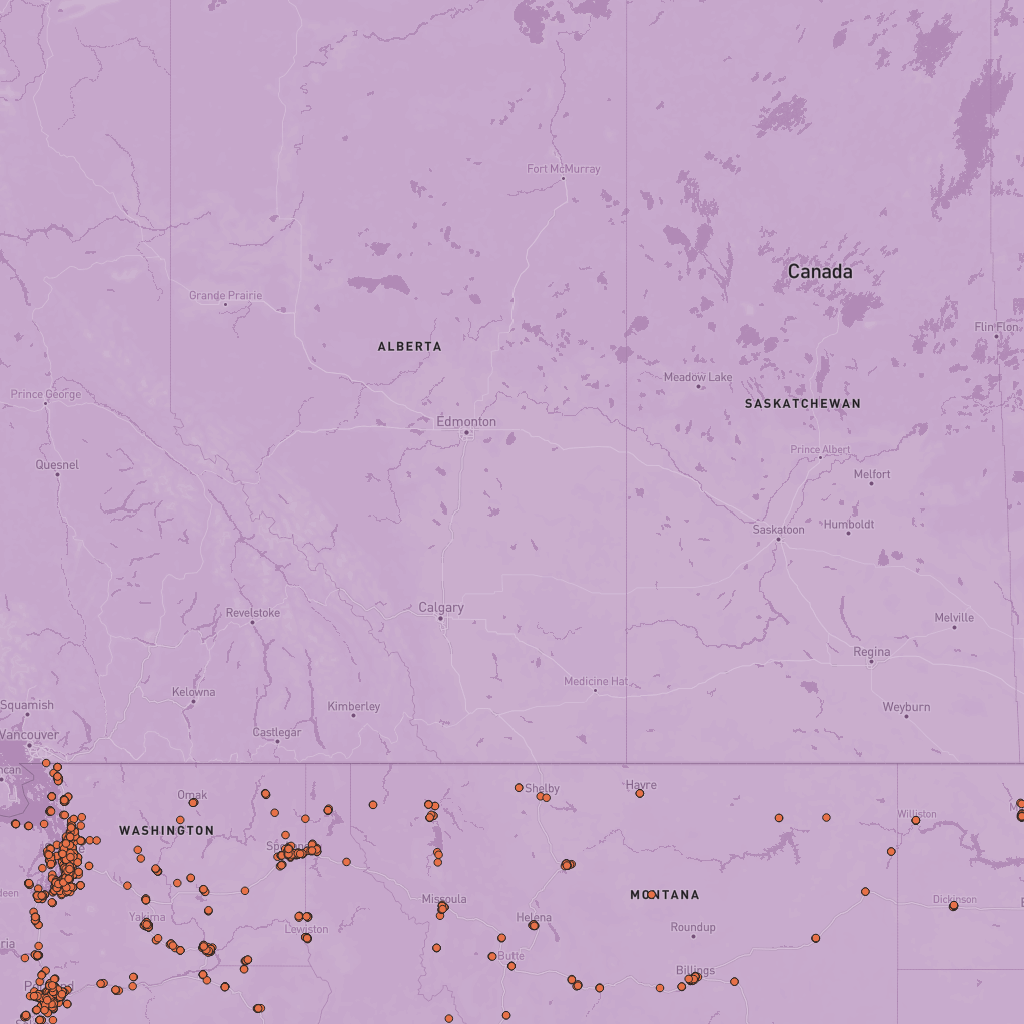 Fort McMurray
Canada
Grande Prairie
Flin Flon
ALBERTA
Meadow Lake
Prince George
SASKATCHEWAN
Edmonton
Prince Albert
Quesnel
Melfort
Humboldt
Saskatoon
Calgary
Revelstoke
Melville
Regina
Medicine Hat
Kelowna
Squamish
Kimberley
Weyburn
Vancouver
Castlegar
Shelby
Havre
Omak
Williston
WASHINGTON
MONTANA
Missoula
Dickinson
Yakima
Helena
Lewiston
Roundup
Butte
Billings